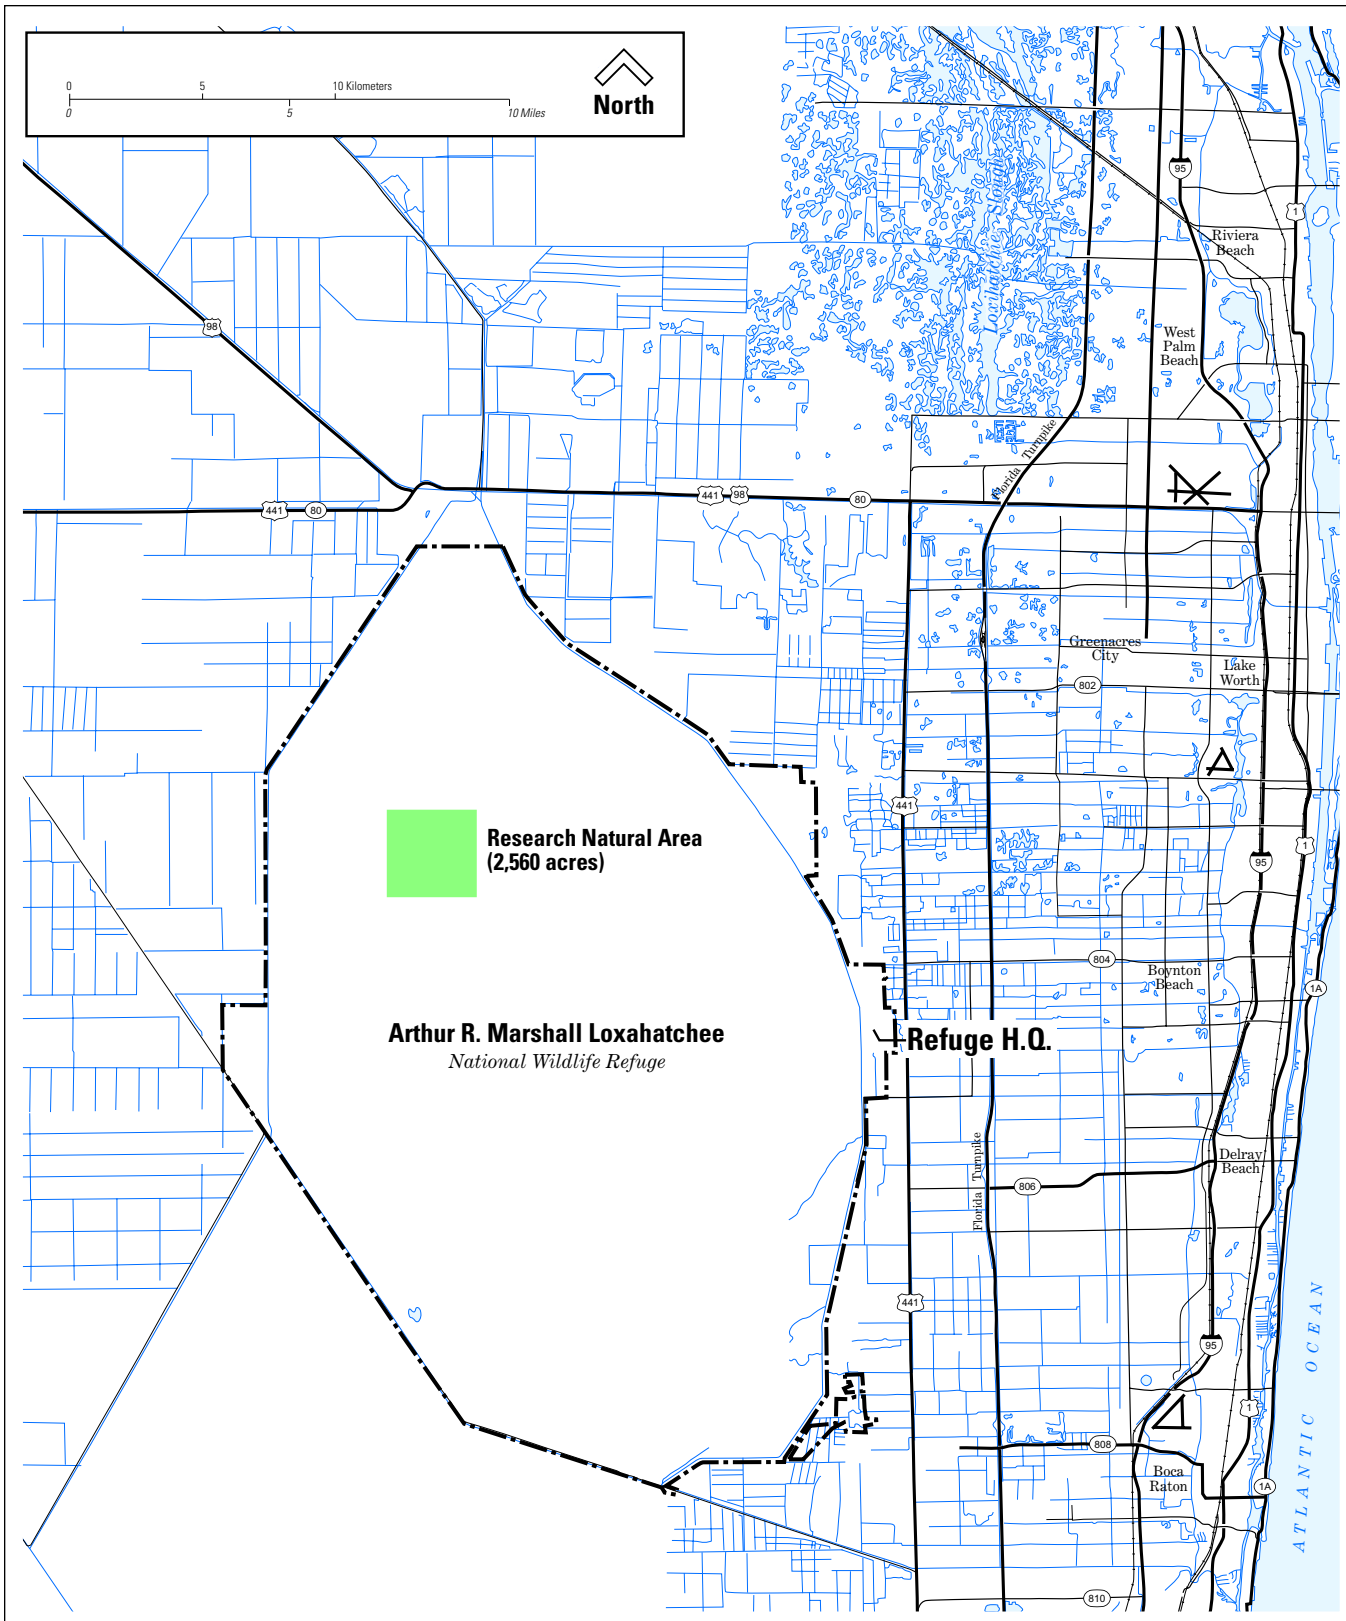 0
5
10 Kilometers
0
5
10 Miles
North
95
1
Riviera
Beach
Loxahatchee Slough
98
West
Palm
Beach
Florida Turnpike
441
98
80
441
80
Greenacres
City
Lake
Worth
802
441
Research Natural Area
(2,560 acres)
1
95
804
Boynton
Beach
1A
Arthur R. Marshall Loxahatchee
National Wildlife Refuge
Refuge H.Q.
Florida Turnpike
Delray
Beach
806
441
95
ATLANTIC OCEAN
1
808
Boca
Raton
1A
810